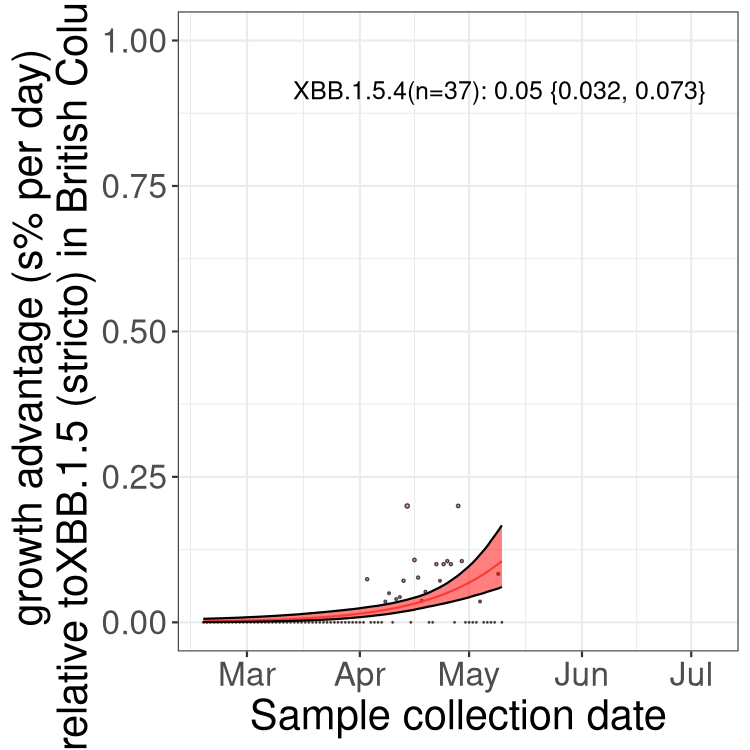 growth advantage (s% per day)
relative toXBB.1.5 (stricto) in British Colu
1.00
0.75
0.50
0.25
0.00
XBB.1.5.4(n=37): 0.05 {0.032, 0.073}
Mar Apr May Jun Jul
Sample collection date